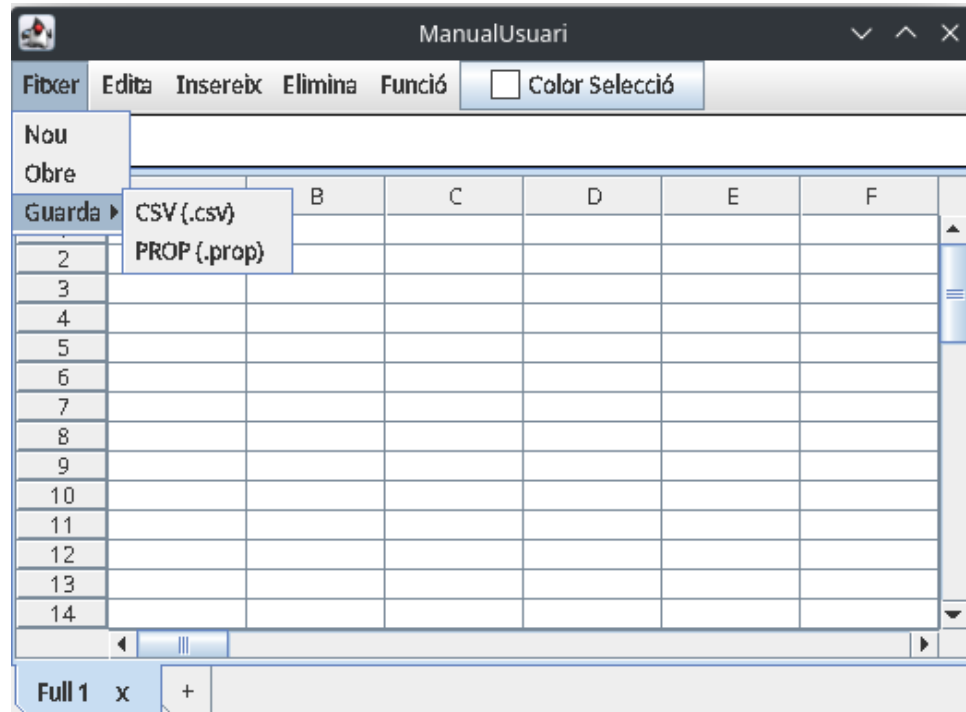 ManualUsuari
Fitxer Edita Insereix Elimina Funció Color Selecció
Nou
Obre
Guarda
CSV (.csv)
PROP (.prop)
B C D E F
2
3
4
5
6
7
8
9
10
11
12
13
14
Full 1 x +